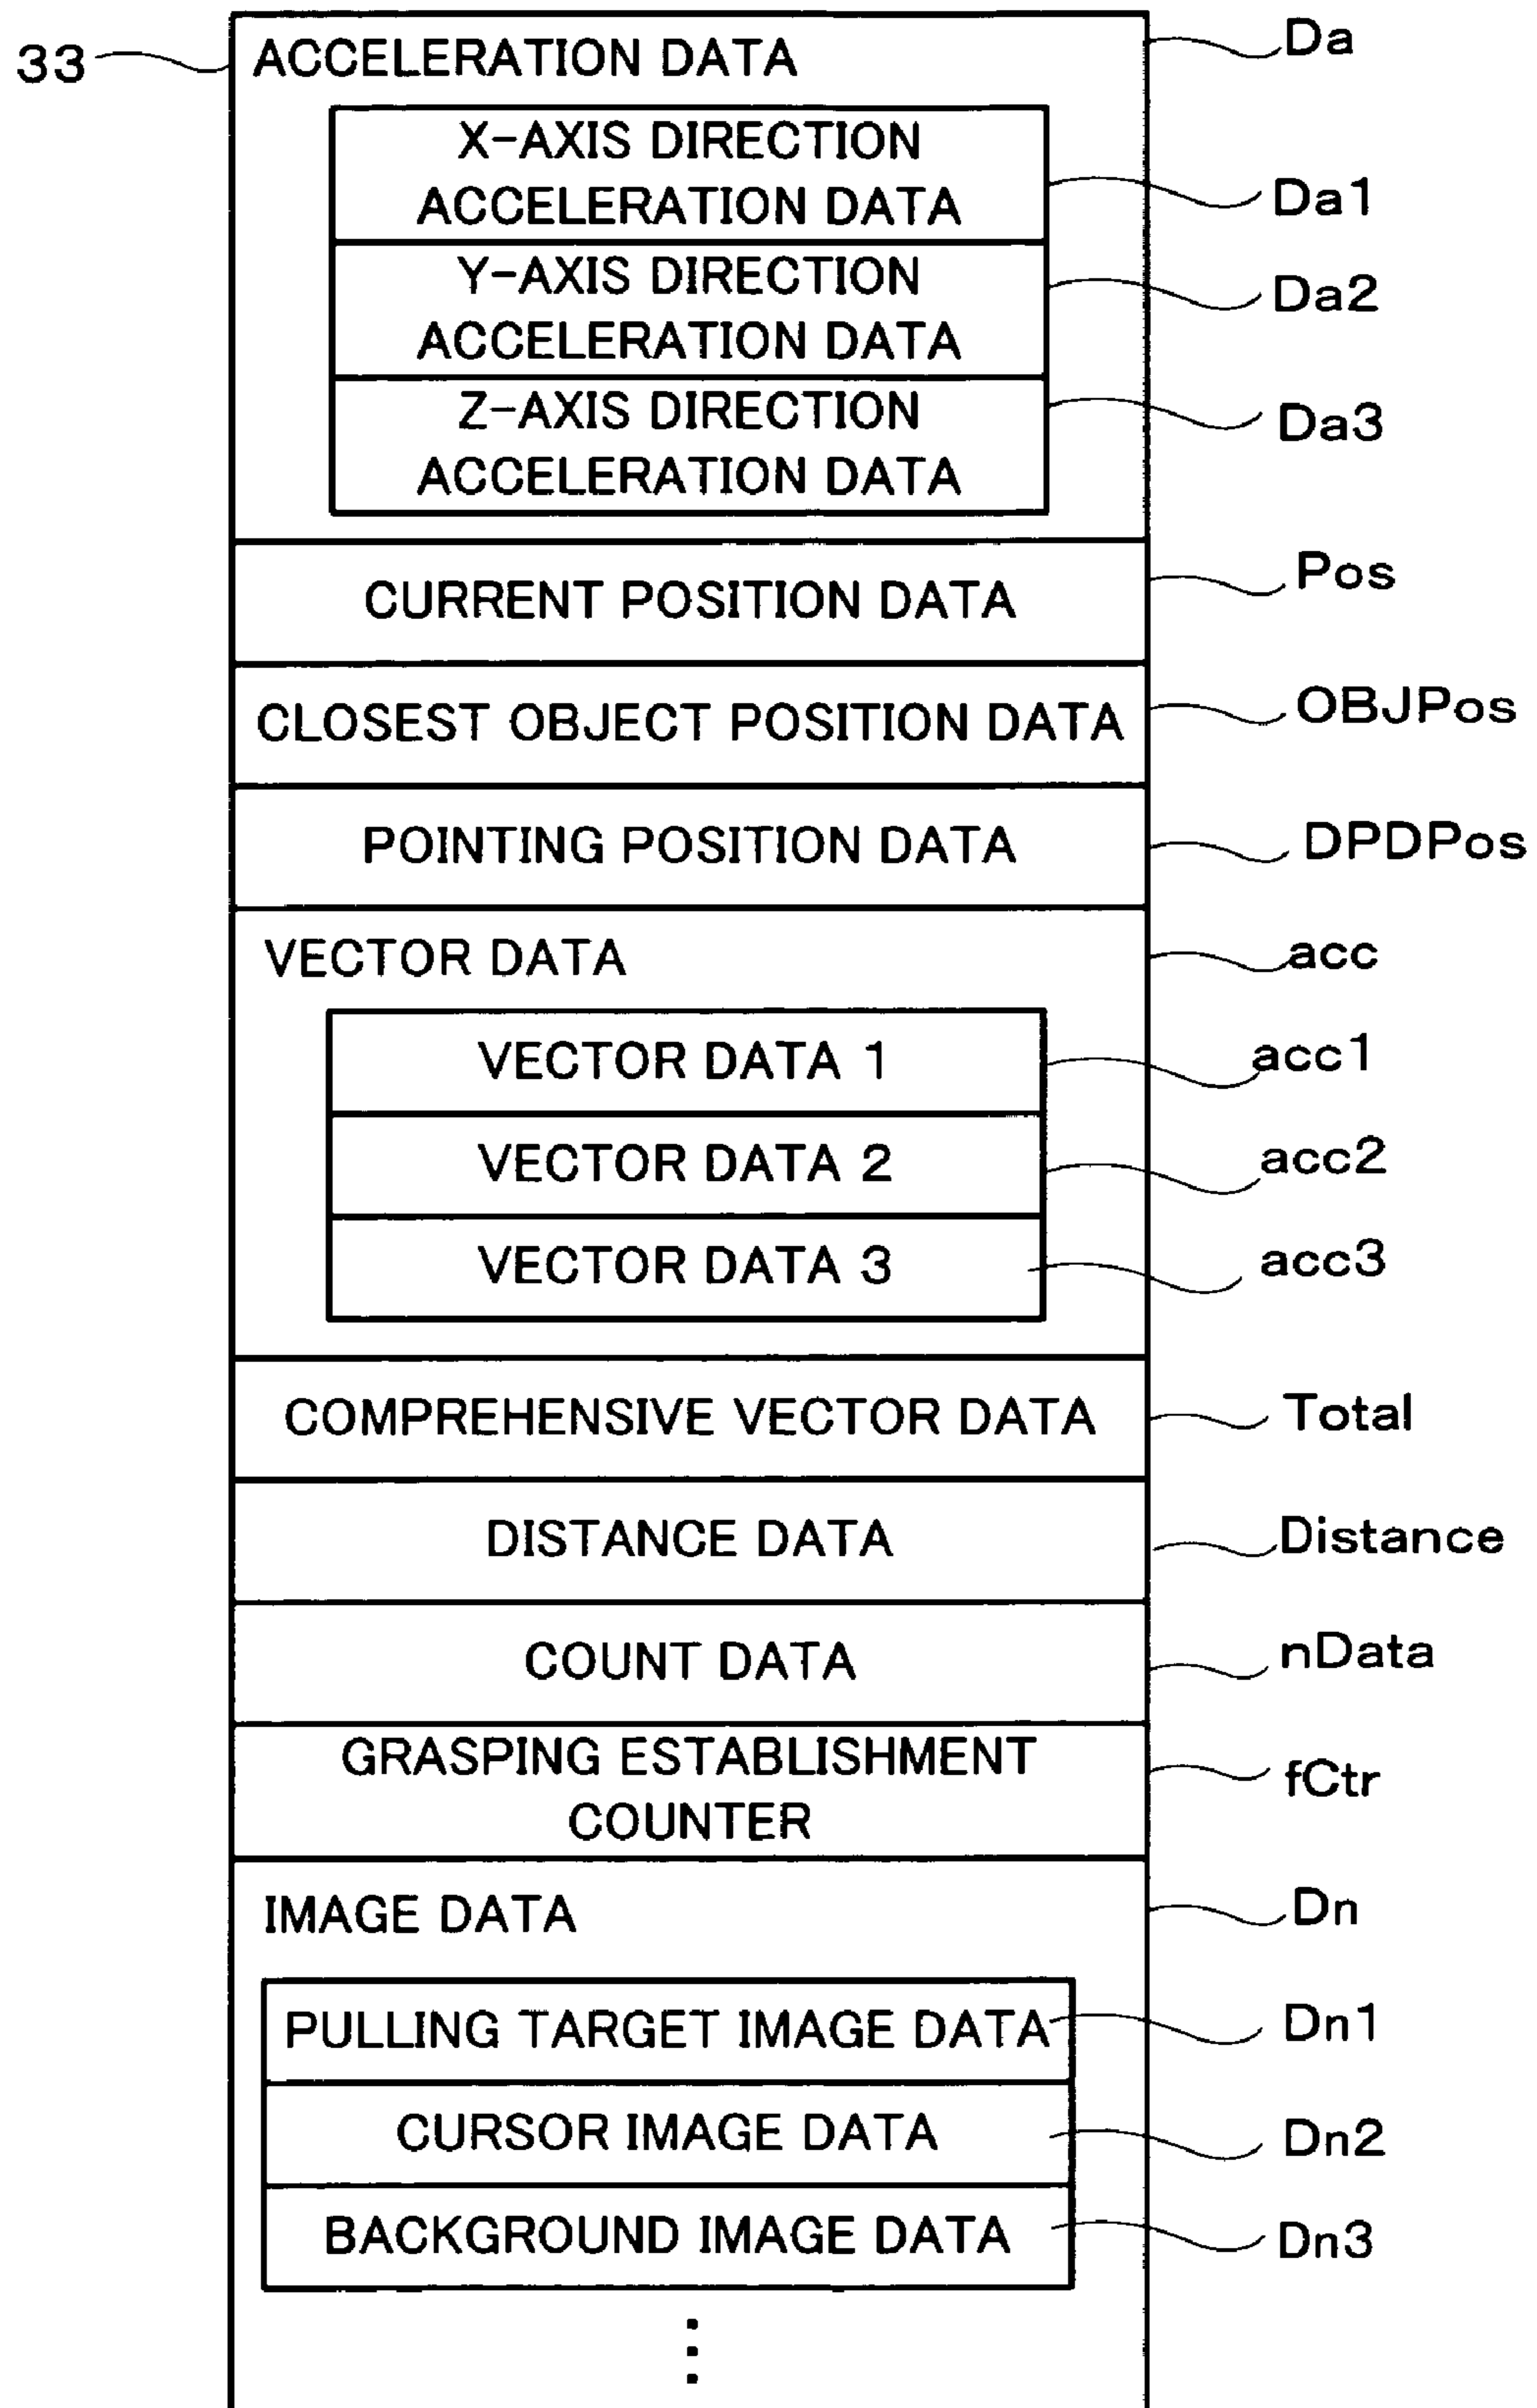 33
ACCELERATION DATA
Da
X-AXIS DIRECTION
ACCELERATION DATA
Da1
Y-AXIS DIRECTION
ACCELERATION DATA
Da2
Z-AXIS DIRECTION
ACCELERATION DATA
Da3
CURRENT POSITION DATA
Pos
CLOSEST OBJECT POSITION DATA
OBJPos
POINTING POSITION DATA
DPDPos
VECTOR DATA
acc
VECTOR DATA 1
acc1
VECTOR DATA 2
acc2
VECTOR DATA 3
acc3
COMPREHENSIVE VECTOR DATA
Total
DISTANCE DATA
Distance
COUNT DATA
nData
GRASPING ESTABLISHMENT
COUNTER
fCtr
IMAGE DATA
Dn
PULLING TARGET IMAGE DATA
Dn1
CURSOR IMAGE DATA
Dn2
BACKGROUND IMAGE DATA
Dn3